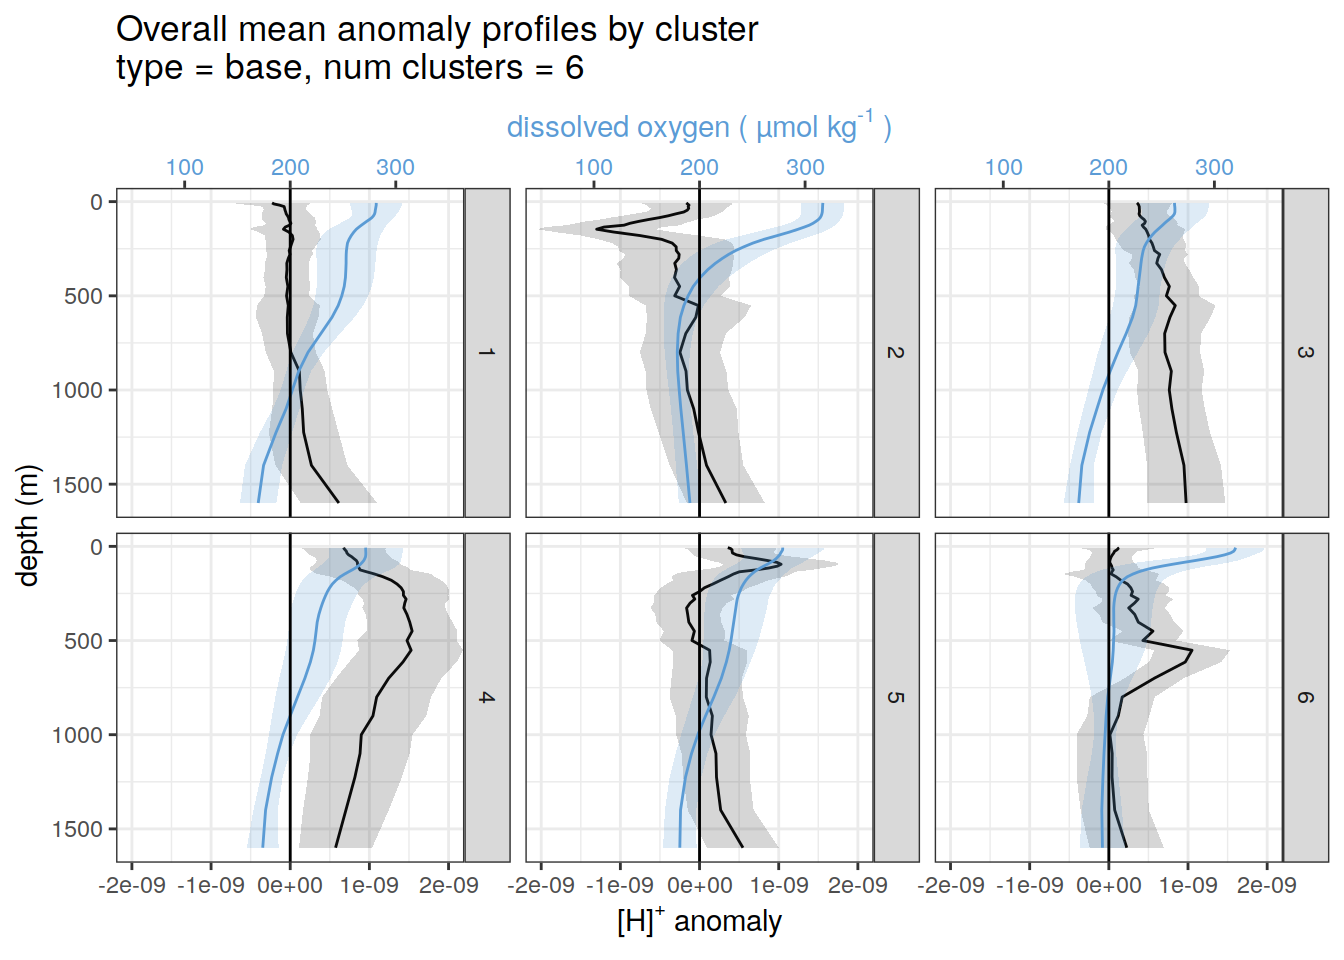 Overall mean anomaly profiles by cluster
type = base, num clusters = 6
dissolved oxygen ( µmol kg⁻¹ )
100 200 300 100 200 300 100 200 300
0
500
1000
1500
1 2 3
depth (m)
0
500
1000
1500
4 5 6
-2e-09 -1e-09 0e+00 1e-09 2e-09 -2e-09 -1e-09 0e+00 1e-09 2e-09 -2e-09 -1e-09 0e+00 1e-09 2e-09
[H]⁺ anomaly